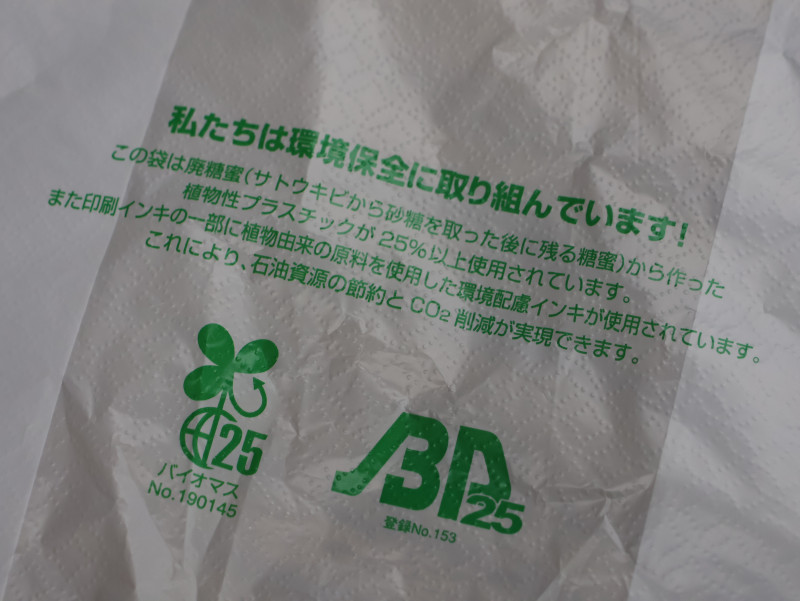 私たちは環境保全に取り組んでいます!
この袋は廃糖蜜(サトウキビから砂糖を取った後に残る糖蜜)から作った
植物性プラスチックが25%以上使用されています。
また印刷インキの一部に植物由来の原料を使用した環境配慮インキが使用されています。
これにより、石油資源の節約とCO2削減が実現できます。
25
バイオマス
No.190145
BP
25
登録No.153